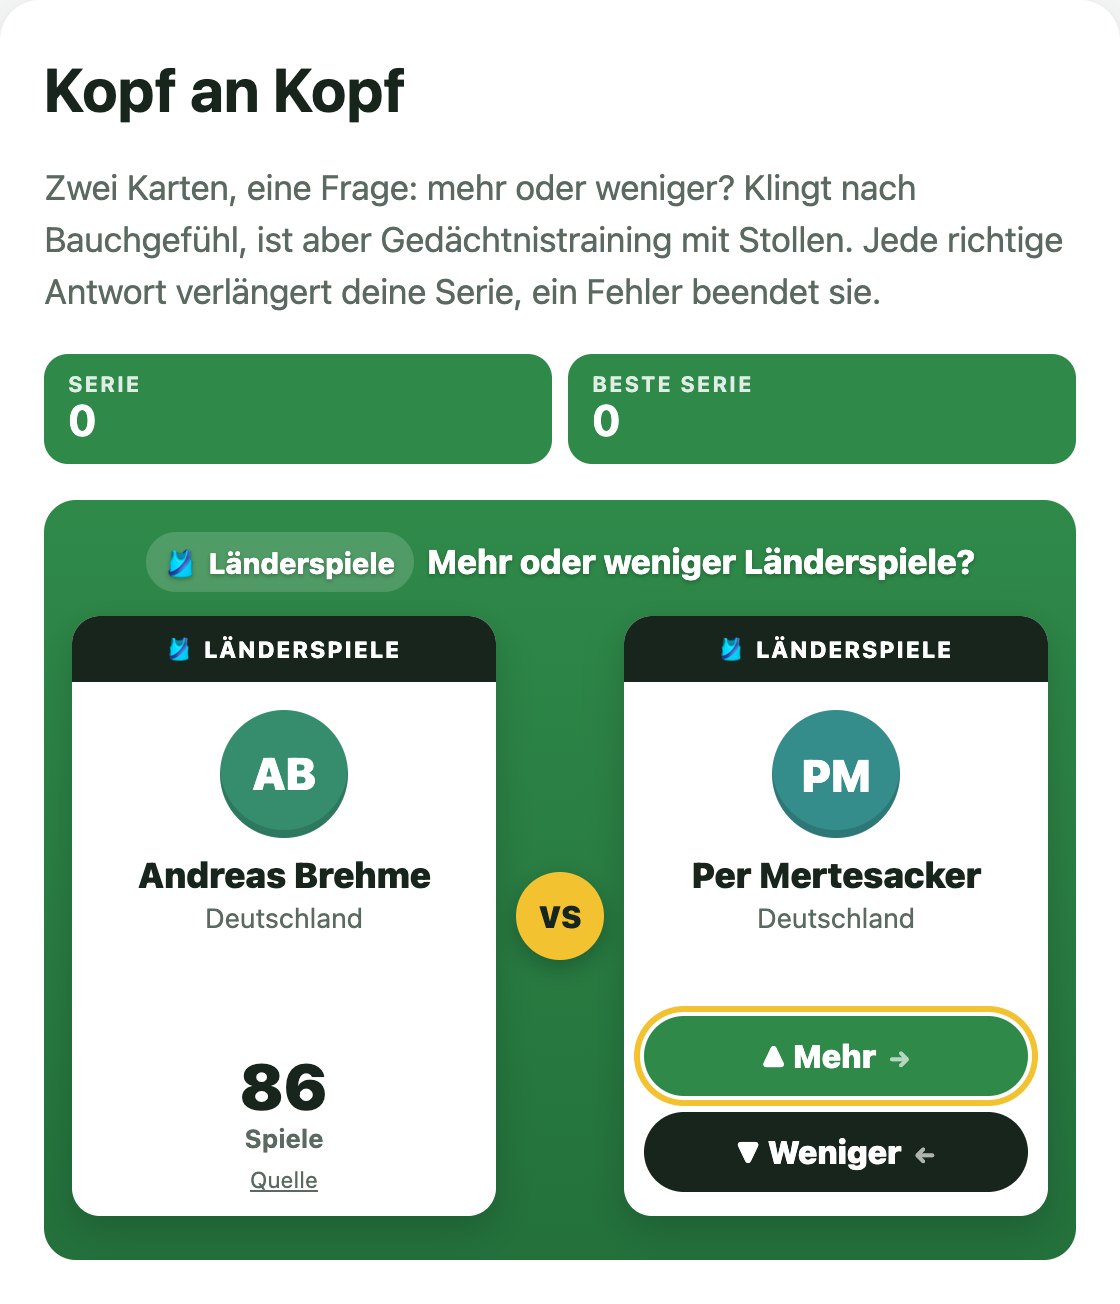 Kopf an Kopf
Zwei Karten, eine Frage: mehr oder weniger? Klingt nach
Bauchgefühl, ist aber Gedächtnistraining mit Stollen. Jede richtige
Antwort verlängert deine Serie, ein Fehler beendet sie.
SERIE
0
BESTE SERIE
0
Länderspiele Mehr oder weniger Länderspiele?
LÄNDERSPIELE
AB
Andreas Brehme
Deutschland
86
Spiele
Quelle
VS
LÄNDERSPIELE
PM
Per Mertesacker
Deutschland
▲ Mehr →
▼ Weniger ←